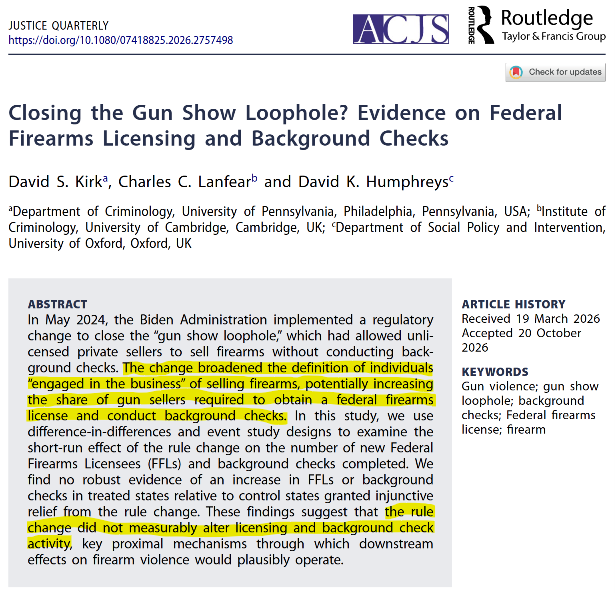 JUSTICE QUARTERLY
https://doi.org/10.1080/07418825.2026.2757498
ACJS
ROUTLEDGE
Routledge
Taylor & Francis Group
Check for updates
Closing the Gun Show Loophole? Evidence on Federal
Firearms Licensing and Background Checks
David S. Kirkᵃ, Charles C. Lanfearᵇ and David K. Humphreysᶜ
ᵃDepartment of Criminology, University of Pennsylvania, Philadelphia, Pennsylvania, USA; ᵇInstitute of
Criminology, University of Cambridge, Cambridge, UK; ᶜDepartment of Social Policy and Intervention,
University of Oxford, Oxford, UK
ABSTRACT
In May 2024, the Biden Administration implemented a regulatory
change to close the “gun show loophole,” which had allowed unli-
censed private sellers to sell firearms without conducting back-
ground checks. The change broadened the definition of individuals
“engaged in the business” of selling firearms, potentially increasing
the share of gun sellers required to obtain a federal firearms
license and conduct background checks. In this study, we use
difference-in-differences and event study designs to examine the
short-run effect of the rule change on the number of new Federal
Firearms Licensees (FFLs) and background checks completed. We
find no robust evidence of an increase in FFLs or background
checks in treated states relative to control states granted injunctive
relief from the rule change. These findings suggest that the rule
change did not measurably alter licensing and background check
activity, key proximal mechanisms through which downstream
effects on firearm violence would plausibly operate.
ARTICLE HISTORY
Received 19 March 2026
Accepted 20 October
2026
KEYWORDS
Gun violence; gun show
loophole; background
checks; Federal firearms
license; firearm